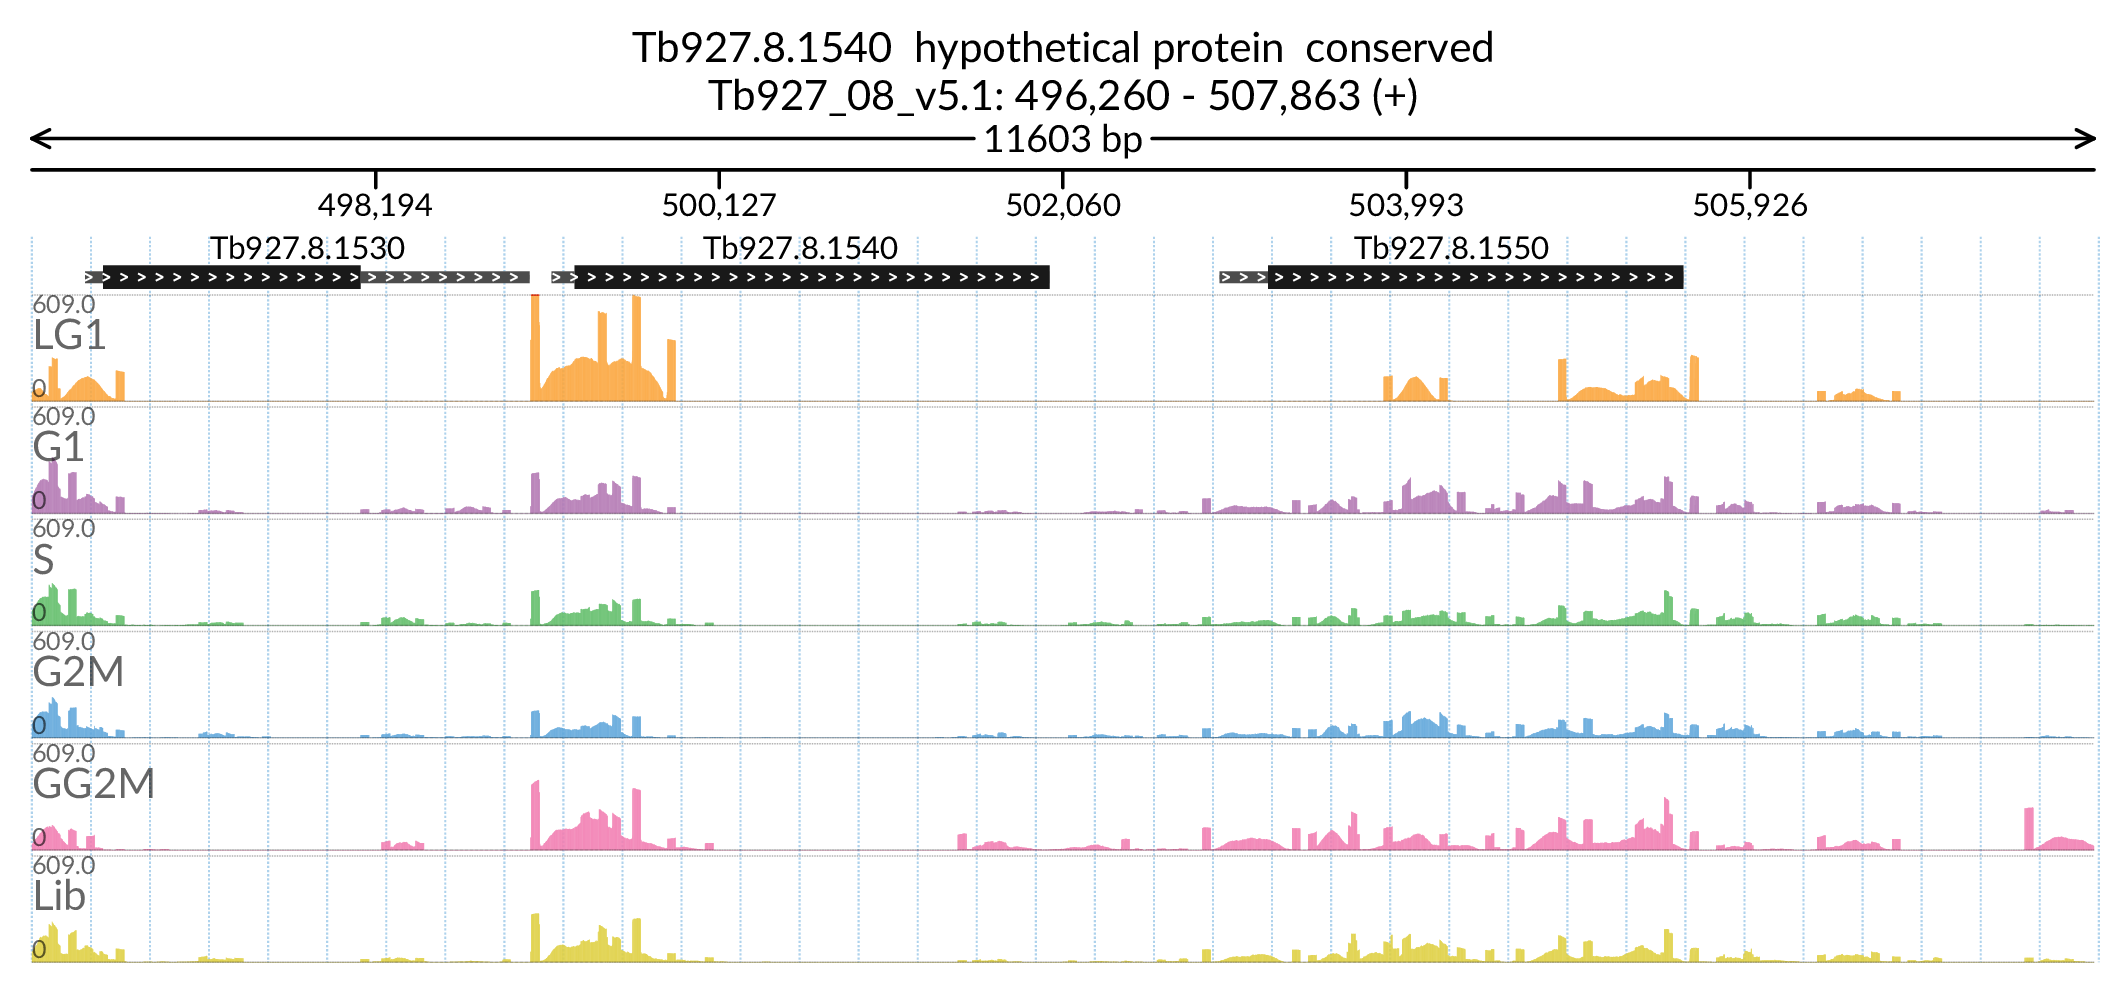 Tb927.8.1540 hypothetical protein conserved
Tb927_08_v5.1: 496,260 - 507,863 (+)
11603 bp
498,194 500,127 502,060 503,993 505,926
Tb927.8.1530 Tb927.8.1540 Tb927.8.1550
609.0
LG1
0
609.0
G1
0
609.0
S
0
609.0
G2M
0
609.0
GG2M
0
609.0
Lib
0